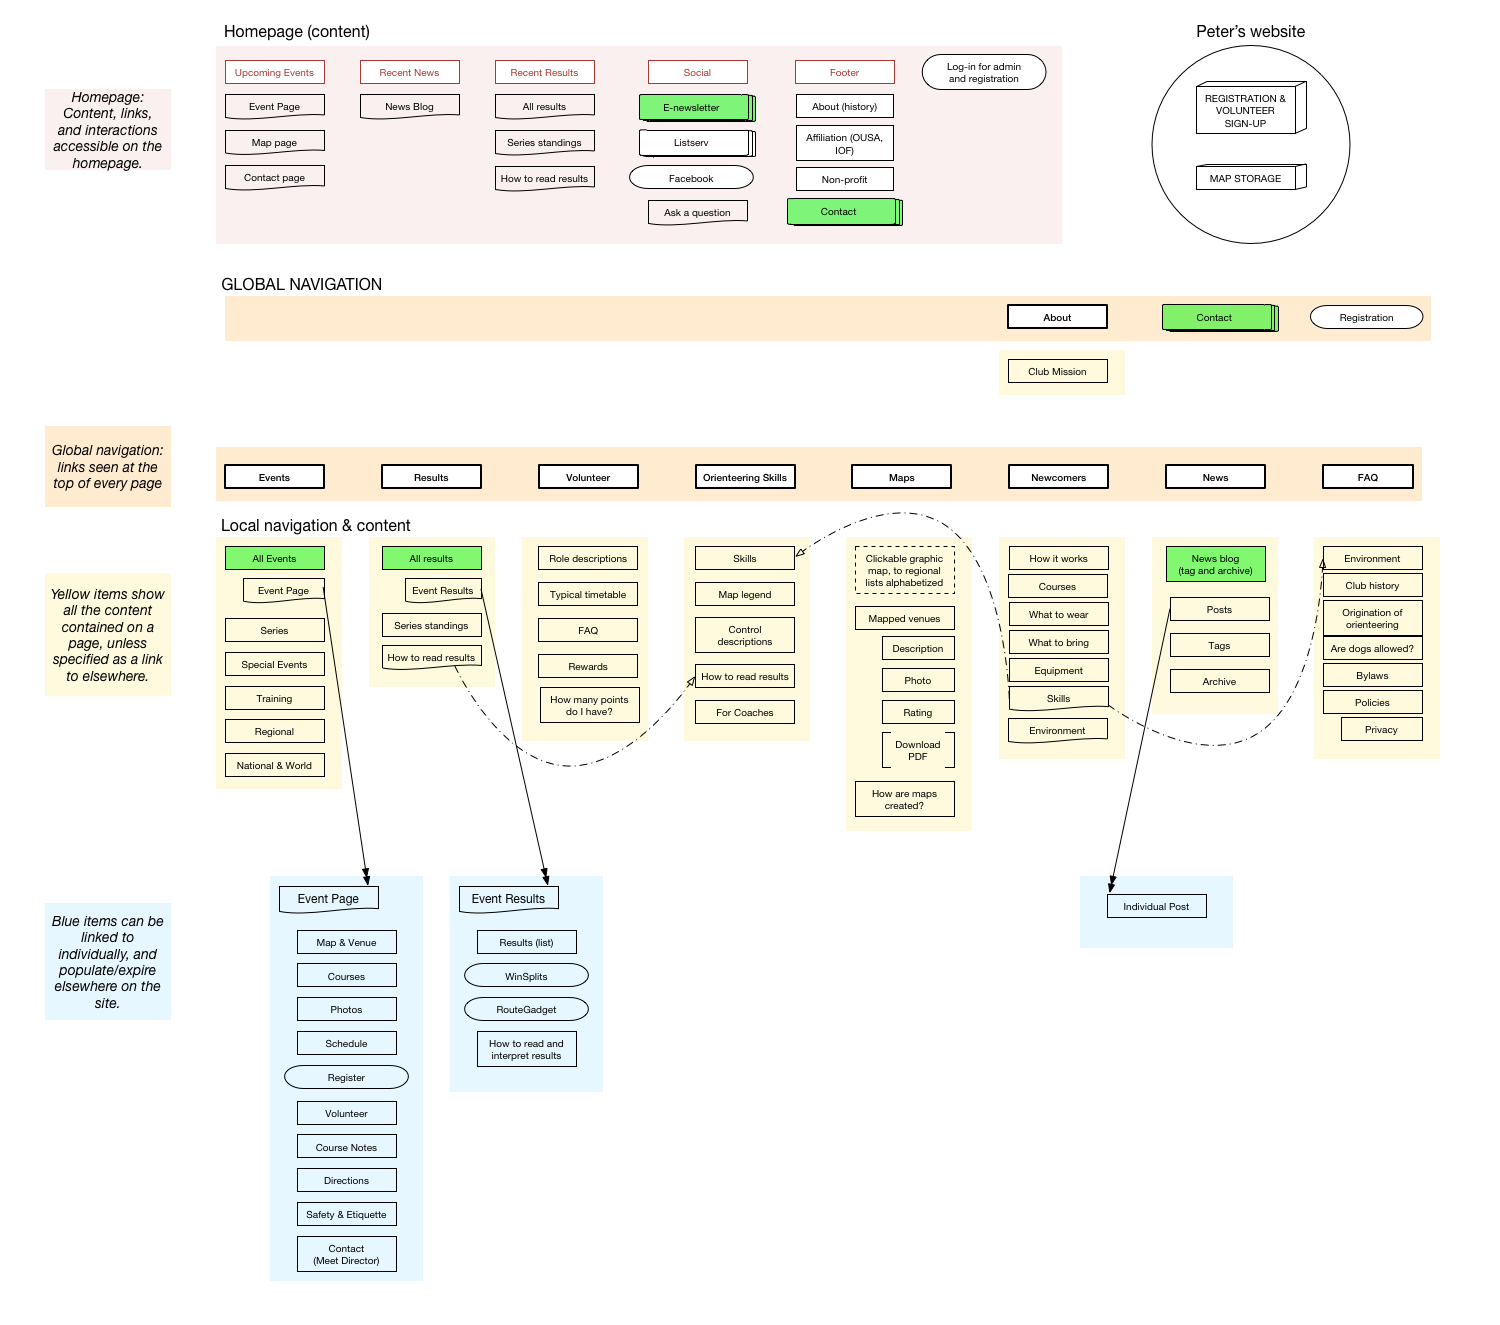 Homepage (content)
Peter's website
Upcoming Events
Recent News
Recent Results
Social
Footer
Log-in for admin
and registration
Homepage:
Content, links,
and interactions
accessible on the
homepage.
Event Page
News Blog
All results
E-newsletter
About (history)
REGISTRATION &
VOLUNTEER
SIGN-UP
Map page
Series standings
Listserv
Affiliation (OUSA,
IOF)
Contact page
How to read results
Facebook
Non-profit
MAP STORAGE
Ask a question
Contact
GLOBAL NAVIGATION
About
Contact
Registration
Club Mission
Global navigation:
links seen at the
top of every page
Events
Results
Volunteer
Orienteering Skills
Maps
Newcomers
News
FAQ
Local navigation & content
Yellow items show
all the content
contained on a
page, unless
specified as a link
to elsewhere.
All Events
Event Page
Series
Special Events
Training
Regional
National & World
All results
Event Results
Series standings
How to read results
Role descriptions
Typical timetable
FAQ
Rewards
How many points
do I have?
Skills
Map legend
Control
descriptions
How to read results
For Coaches
Clickable graphic
map, to regional
lists alphabetized
Mapped venues
Description
Photo
Rating
Download
PDF
How are maps
created?
How it works
Courses
What to wear
What to bring
Equipment
Skills
Environment
News blog
(tag and archive)
Posts
Tags
Archive
Environment
Club history
Origination of
orienteering
Are dogs allowed?
Bylaws
Policies
Privacy
Blue items can be
linked to
individually, and
populate/expire
elsewhere on the
site.
Event Page
Map & Venue
Courses
Photos
Schedule
Register
Volunteer
Course Notes
Directions
Safety & Etiquette
Contact
(Meet Director)
Event Results
Results (list)
WinSplits
RouteGadget
How to read and
interpret results
Individual Post